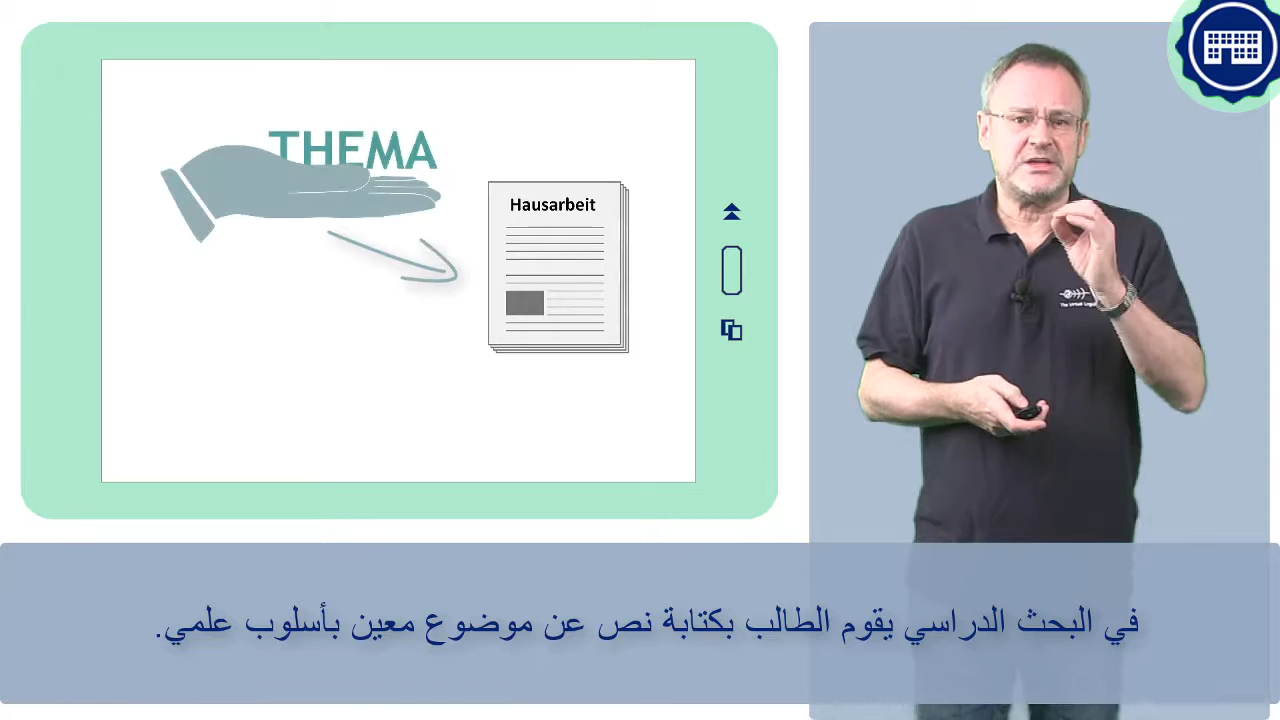 THEMA
Hausarbeit
في البحث الدراسي يقوم الطالب بكتابة نص عن موضوع معين بأسلوب علمي.